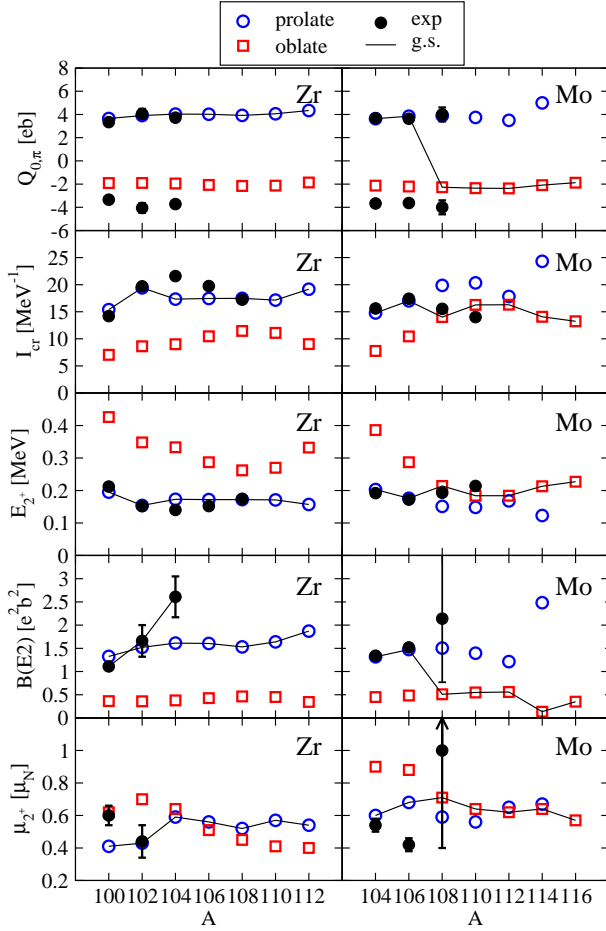 prolate exp
oblate g.s.
8
6
4
2
0
-2
-4
-6
Q0,π [eb]
Zr
Mo
25
20
15
10
5
0
Icr [MeV-1]
Zr
Mo
0.4
0.3
0.2
0.1
0
E2+ [MeV]
Zr
Mo
3
2.5
2
1.5
1
0.5
0
B(E2) [e2b2]
Zr
Mo
1
0.8
0.6
0.4
0.2
μ2+ [μN]
Zr
Mo
100 102 104 106 108 110 112
104 106 108 110 112 114 116
A A